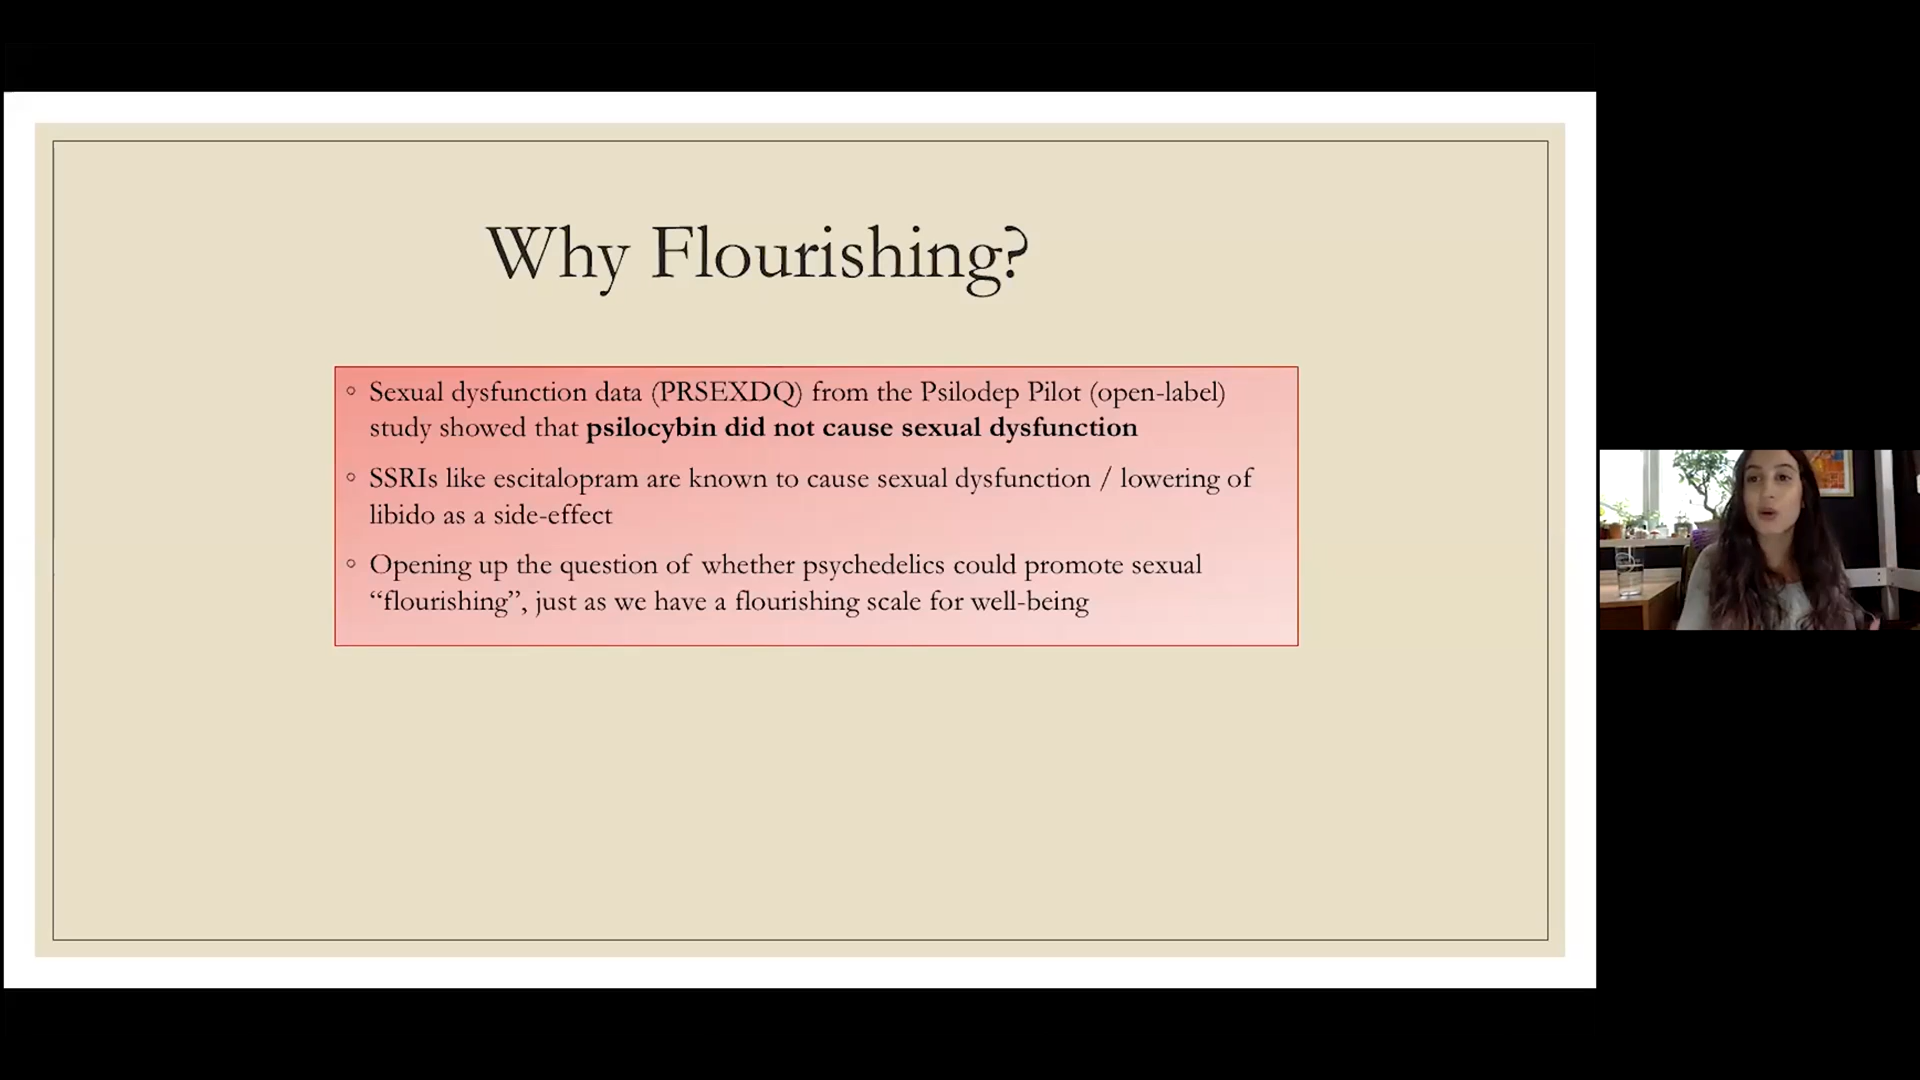 Why Flourishing?
◦ Sexual dysfunction data (PRSEXDQ) from the Psilodep Pilot (open-label)
study showed that psilocybin did not cause sexual dysfunction
◦ SSRIs like escitalopram are known to cause sexual dysfunction / lowering of
libido as a side-effect
◦ Opening up the question of whether psychedelics could promote sexual
“flourishing”, just as we have a flourishing scale for well-being